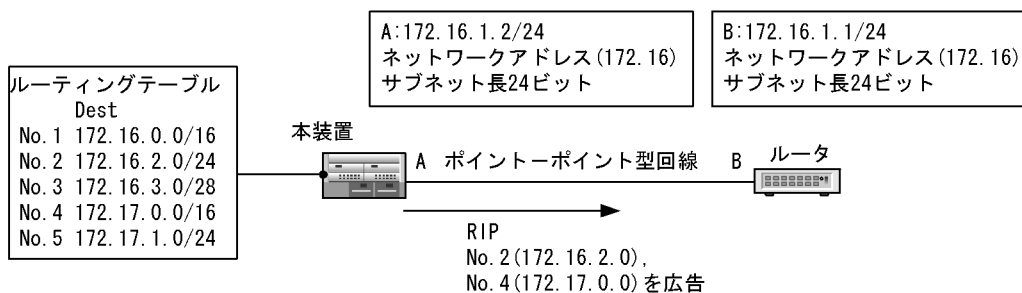 A:172.16.1.2/24
ネットワークアドレス(172.16)
サブネット長24ビット
B:172.16.1.1/24
ネットワークアドレス(172.16)
サブネット長24ビット
ルーティングテーブル
Dest
No.1 172.16.0.0/16
No.2 172.16.2.0/24
No.3 172.16.3.0/28
No.4 172.17.0.0/16
No.5 172.17.1.0/24
本装置
A ポイントーポイント型回線 B
ルータ
RIP
No.2(172.16.2.0),
No.4(172.17.0.0)を広告